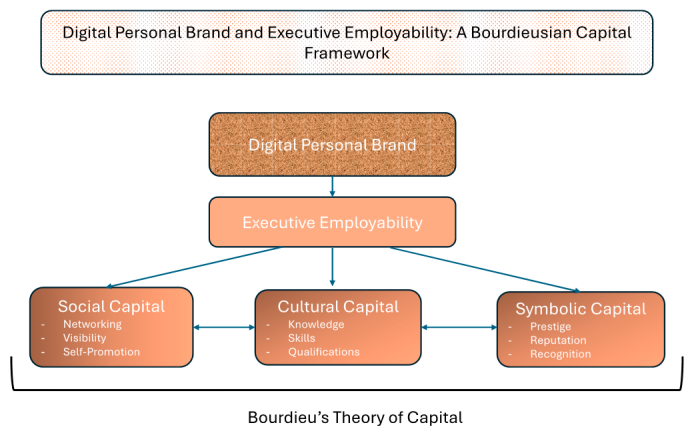 Digital Personal Brand and Executive Employability: A Bourdieusian Capital
Framework
Digital Personal Brand
Executive Employability
Social Capital
- Networking
- Visibility
- Self-Promotion
Cultural Capital
- Knowledge
- Skills
- Qualifications
Symbolic Capital
- Prestige
- Reputation
- Recognition
Bourdieu’s Theory of Capital